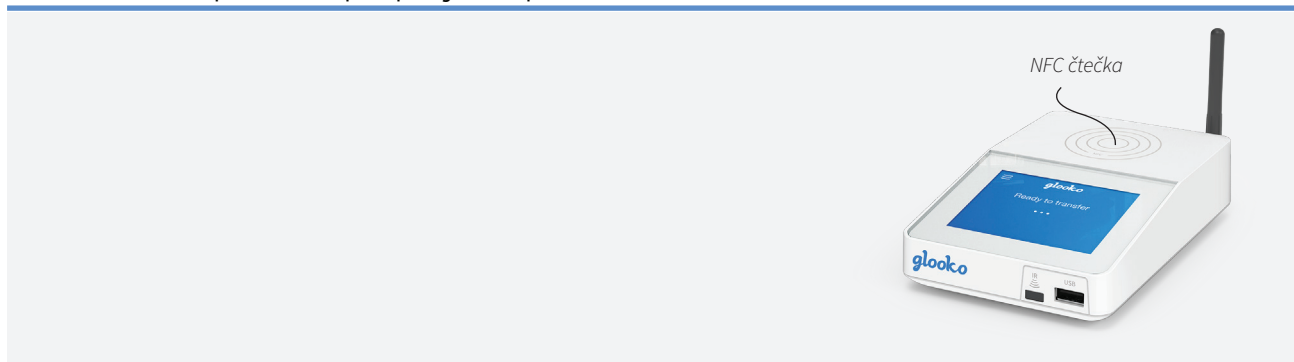 NFC čtečka
glooko
Ready to transfer
glooko
IR
USB